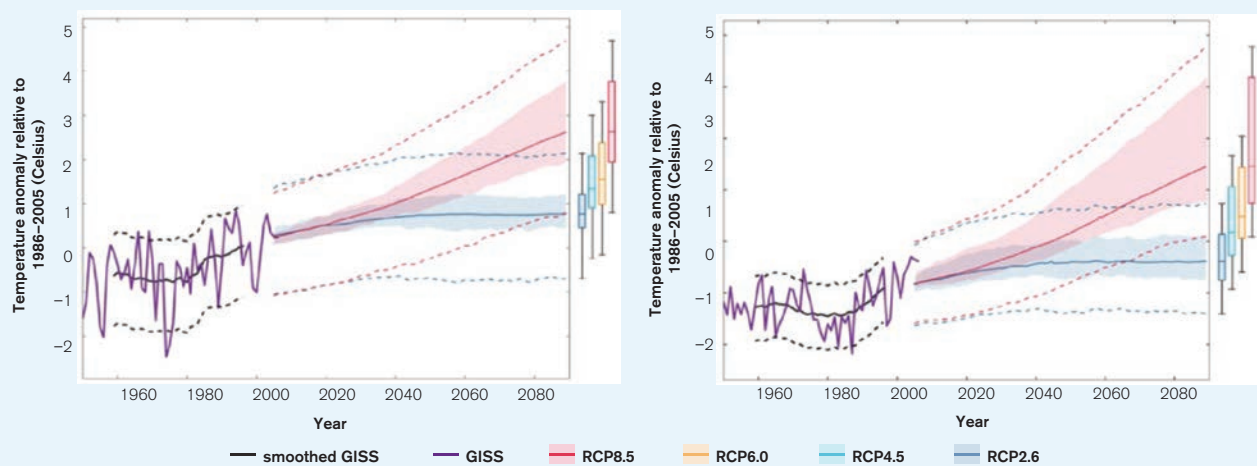 Temperature anomaly relative to
1986–2005 (Celsius)
5
4
3
2
1
0
−1
−2
1960 1980 2000 2020 2040 2060 2080
Year
Temperature anomaly relative to
1986–2005 (Celsius)
5
4
3
2
1
0
−1
−2
1960 1980 2000 2020 2040 2060 2080
Year
smoothed GISS GISS RCP8.5 RCP6.0 RCP4.5 RCP2.6